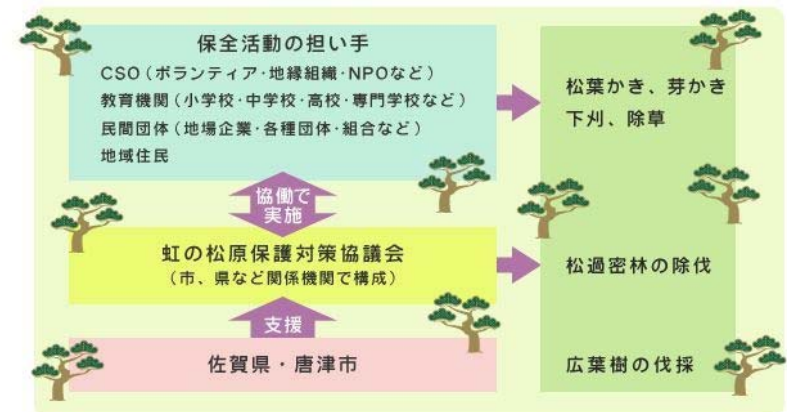 保全活動の担い手
CSO（ボランティア・地縁組織・NPOなど）
教育機関（小学校・中学校・高校・専門学校など）
民間団体（地場企業・各種団体・組合など）
地域住民
松葉かき、芽かき
下刈、除草
協働で
実施
虹の松原保護対策協議会
（市、県など関係機関で構成）
松過密林の除伐
支援
佐賀県・唐津市
広葉樹の伐採